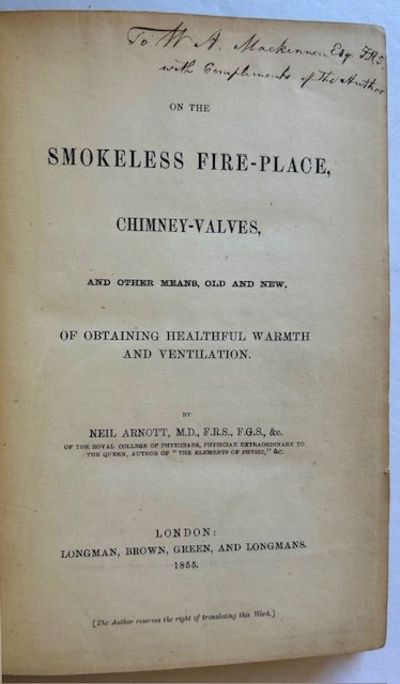 To W A. Mackinnon Esq. F.R.S.
with Compliments of The Author
ON THE
SMOKELESS FIRE-PLACE,
CHIMNEY-VALVES,
AND OTHER MEANS, OLD AND NEW,
OF OBTAINING HEALTHFUL WARMTH
AND VENTILATION.
BY
NEIL ARNOTT, M.D., F.R.S., F.G.S., &c.
OF THE ROYAL COLLEGE OF PHYSICIANS, PHYSICIAN EXTRAORDINARY TO
THE QUEEN, AUTHOR OF "THE ELEMENTS OF PHYSIC," &c.
LONDON:
LONGMAN, BROWN, GREEN, AND LONGMANS.
1855.
[The Author reserves the right of translating this Work.]